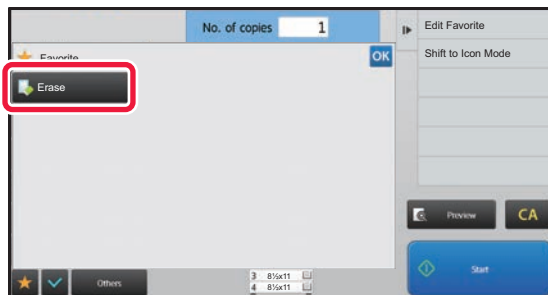 No. of copies 1
Edit Favorite
Favorite
OK
Shift to Icon Mode
Erase
Preview
CA
Start
Others
3 8½x11
4 8½x11